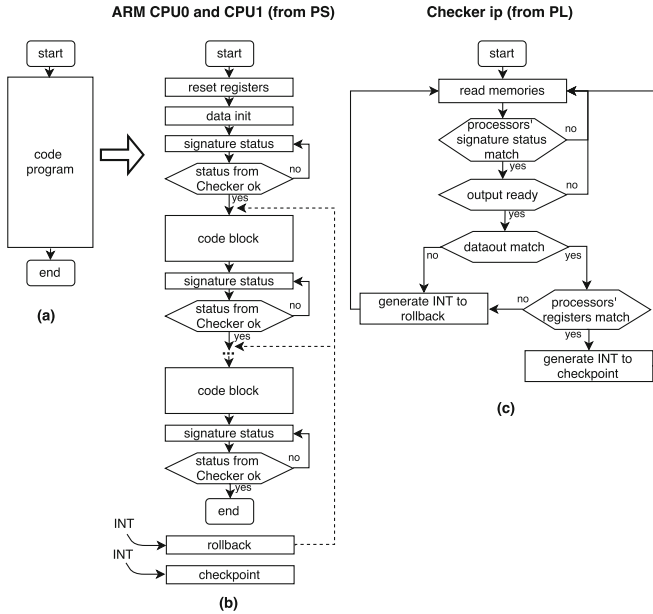 ARM CPU0 and CPU1 (from PS)
Checker ip (from PL)
start
code
program
end
(a)
start
reset registers
data init
signature status
status from
Checker ok
no
yes
code block
signature status
status from
Checker ok
no
yes
...
code block
signature status
status from
Checker ok
no
yes
end
INT
rollback
INT
checkpoint
(b)
start
read memories
processors'
signature status
match
no
yes
output ready
no
yes
dataout match
no
yes
generate INT to
rollback
no
processors'
registers match
yes
generate INT to
checkpoint
(c)